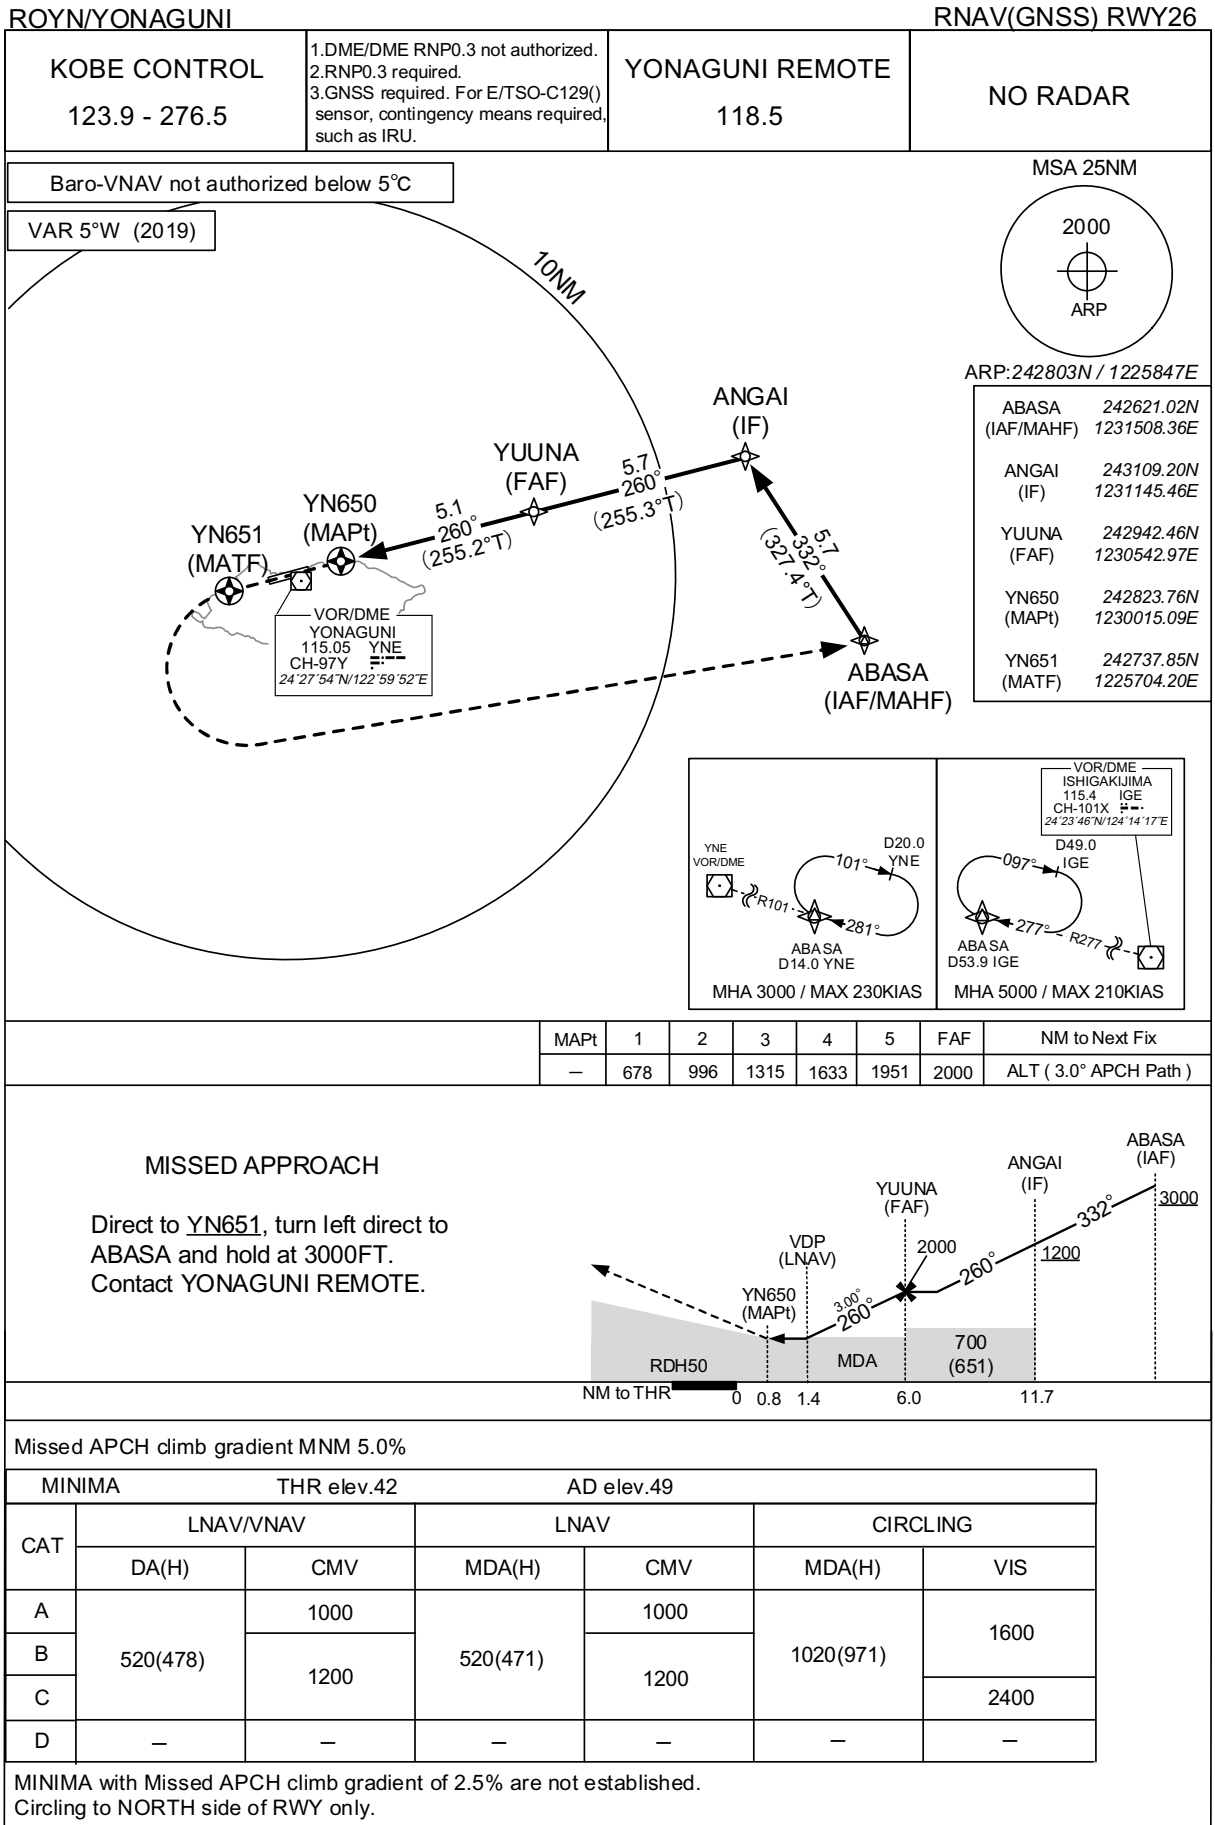 ROYN/YONAGUNI
RNAV(GNSS) RWY26
KOBE CONTROL
123.9 - 276.5
1.DME/DME RNP0.3 not authorized.
2.RNP0.3 required.
3.GNSS required. For E/TSO-C129()
sensor, contingency means required,
such as IRU.
YONAGUNI REMOTE
118.5
NO RADAR
Baro-VNAV not authorized below 5°C
VAR 5°W (2019)
MSA 25NM
2000
ARP
ARP:242803N / 1225847E
10NM
ABASA 242621.02N
(IAF/MAHF) 1231508.36E
ANGAI 243109.20N
(IF) 1231145.46E
YUUNA 242942.46N
(FAF) 1230542.97E
YN650 242823.76N
(MAPt) 1230015.09E
YN651 242737.85N
(MATF) 1225704.20E
ANGAI
(IF)
YUUNA
(FAF)
YN650
(MAPt)
YN651
(MATF)
5.7
260°
(255.3°T)
5.1
260°
(255.2°T)
5.7
332°
(327.4°T)
ABASA
(IAF/MAHF)
VOR/DME
YONAGUNI
115.05 YNE
CH-97Y
24°27´54˝N/122°59´52˝E
YNE
VOR/DME
R101
101°
D20.0
YNE
281°
ABASA
D14.0 YNE
MHA 3000 / MAX 230KIAS
VOR/DME
ISHIGAKIJIMA
115.4 IGE
CH-101X
24°23´46˝N/124°14´17˝E
097°
D49.0
IGE
277°
R277
ABASA
D53.9 IGE
MHA 5000 / MAX 210KIAS
MAPt 1 2 3 4 5 FAF NM to Next Fix
— 678 996 1315 1633 1951 2000 ALT ( 3.0° APCH Path )
MISSED APPROACH
Direct to YN651, turn left direct to
ABASA and hold at 3000FT.
Contact YONAGUNI REMOTE.
ABASA
(IAF)
3000
332°
ANGAI
(IF)
1200
260°
YUUNA
(FAF)
2000
VDP
(LNAV)
3.00°
260°
YN650
(MAPt)
RDH50
MDA
700
(651)
NM to THR 0 0.8 1.4 6.0 11.7
Missed APCH climb gradient MNM 5.0%
MINIMA THR elev.42 AD elev.49
CAT LNAV/VNAV LNAV CIRCLING
DA(H) CMV MDA(H) CMV MDA(H) VIS
A 520(478) 1000 520(471) 1000 1020(971) 1600
B 1200 1200
C 2400
D — — — — — —
MINIMA with Missed APCH climb gradient of 2.5% are not established.
Circling to NORTH side of RWY only.